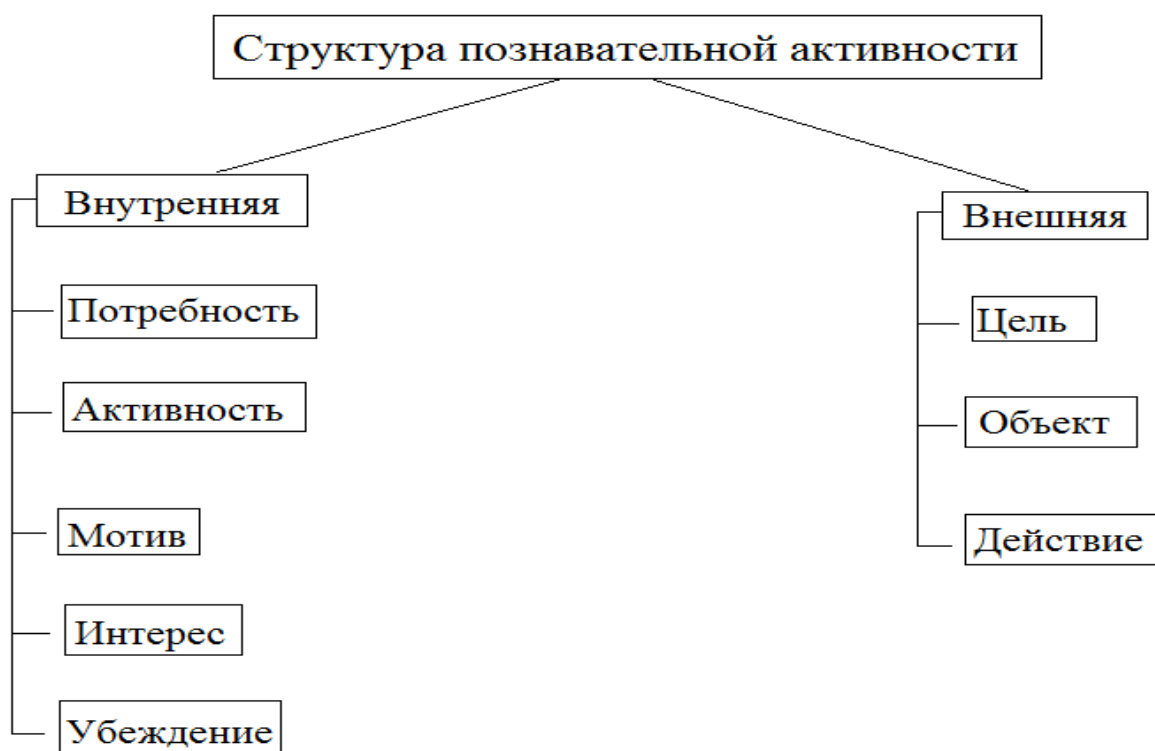 Структура познавательной активности
Внутренняя
Потребность
Активность
Мотив
Интерес
Убеждение
Внешняя
Цель
Объект
Действие